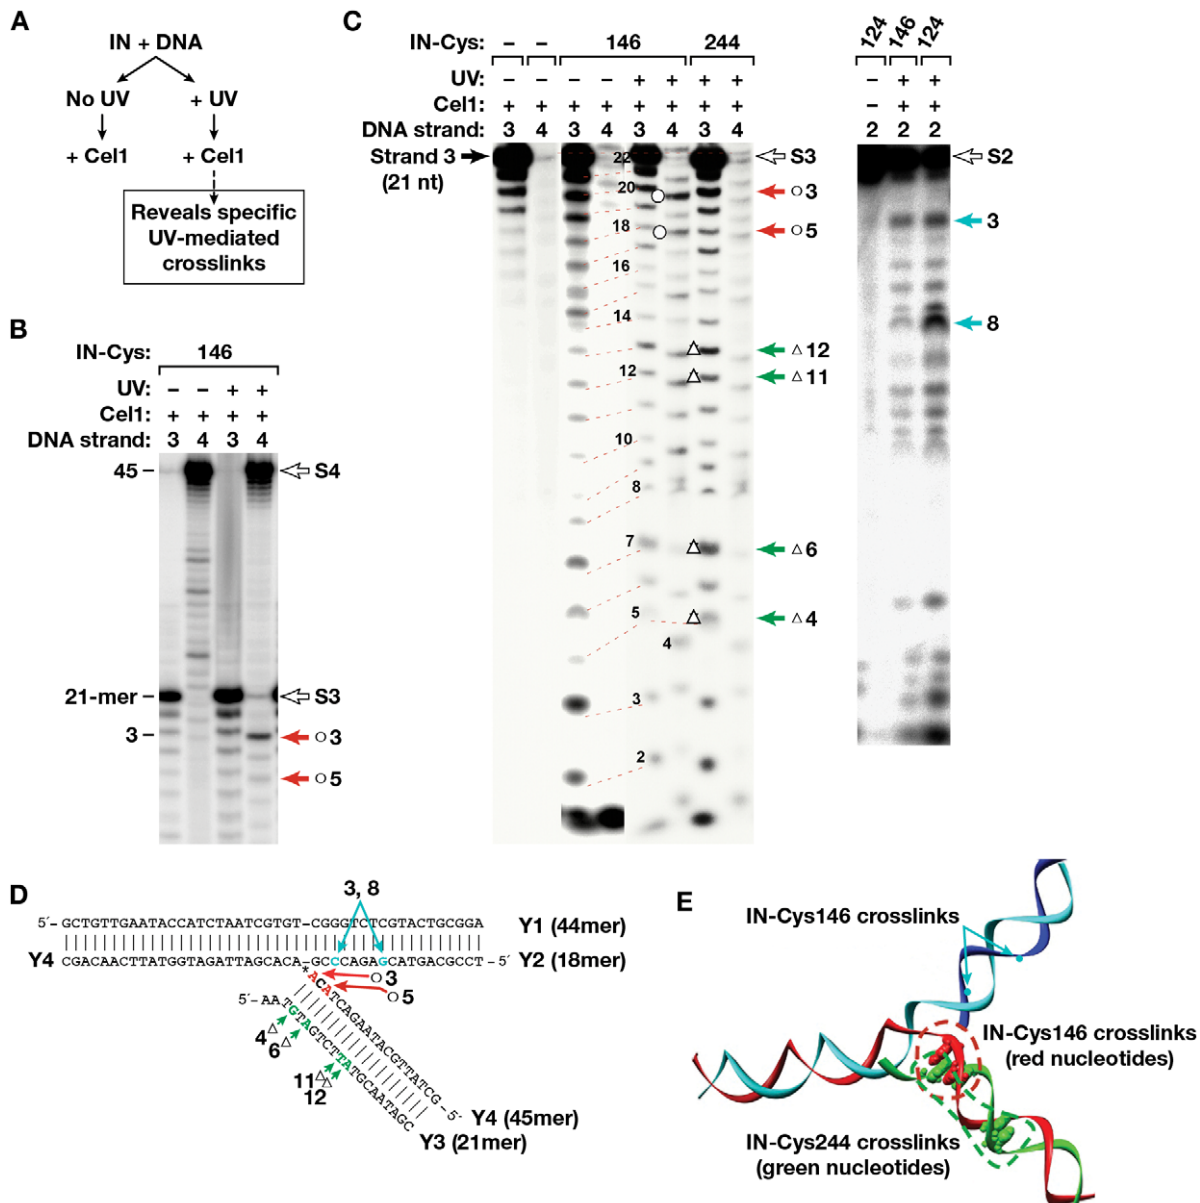 A
IN + DNA
No UV
+ UV
+ Cel1
+ Cel1
Reveals specific
UV-mediated
crosslinks
B
IN-Cys: 146
UV: – – + +
Cel1: + + + +
DNA strand: 3 4 3 4
45
S4
21-mer
S3
3
○ 3
○ 5
C
IN-Cys: – – 146 244
UV: – – – – + + + +
Cel1: + + + + + + + +
DNA strand: 3 4 3 4 3 4 3 4
Strand 3
(21 nt)
22
S3
20
○ 3
18
○ 5
16
14
△ 12
12
△ 11
10
8
7
△ 6
5
△ 4
4
3
2
124 146 124
– + +
– + +
2 2 2
S2
3
8
D
3, 8
5′- GCTGTTGAATACCATCTAATCGTGT-CGGGTCTCGTACTGCGGA
Y1 (44mer)
Y4 CGACAACTTATGGTAGATTAGCACA-GCCCAGAGCATGACGCCT-5′ Y2 (18mer)
*ACATCAGAATACGTTATCG-5′
○ 3
○ 5
5′- AATGTAGTCTTATGCAATAGC
4△
6△
11△△
12
Y4 (45mer)
Y3 (21mer)
E
IN-Cys146 crosslinks
IN-Cys146 crosslinks
(red nucleotides)
IN-Cys244 crosslinks
(green nucleotides)